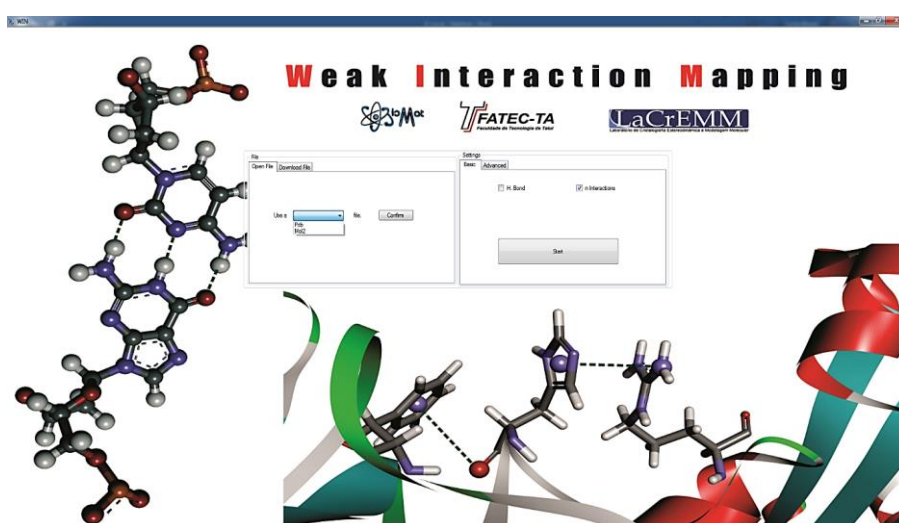 WIM
Weak Interaction Mapping
FATEC-TA
Faculdade de Tecnologia de Tatuí
LaCrEMM
File
Open File Download File
Use a file. Confirm
Pdb
Mol2
Settings
Basic Advanced
H. Bond π Interactions
Start